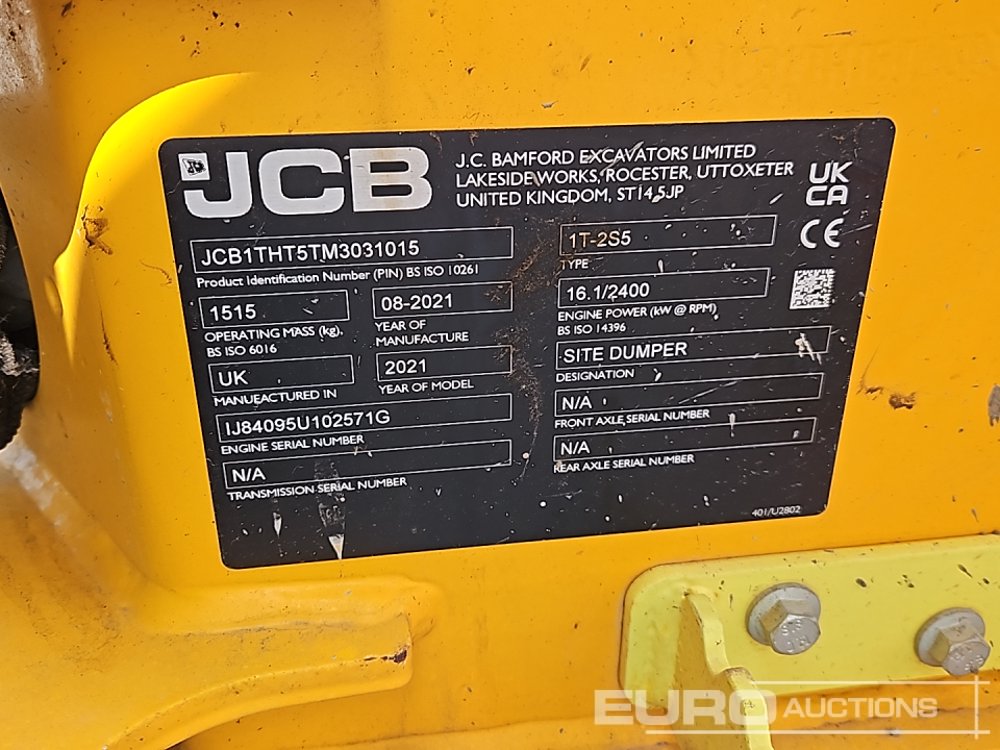 JCB
J.C. BAMFORD EXCAVATORS LIMITED
LAKESIDE WORKS, ROCESTER, UTTOXETER
UNITED KINGDOM, ST14 5JP
UK
CA
CE
JCB1THT5TM3031015
Product Identification Number (PIN) BS ISO 10261
1T-2S5
TYPE
1515
OPERATING MASS (kg),
BS ISO 6016
08-2021
YEAR OF
MANUFACTURE
16.1/2400
ENGINE POWER (kW @ RPM)
BS ISO 14396
UK
MANUFACTURED IN
2021
YEAR OF MODEL
SITE DUMPER
DESIGNATION
IJ84095U102571G
ENGINE SERIAL NUMBER
N/A
FRONT AXLE SERIAL NUMBER
N/A
TRANSMISSION SERIAL NUMBER
N/A
REAR AXLE SERIAL NUMBER
401/U2802
EURO AUCTIONS